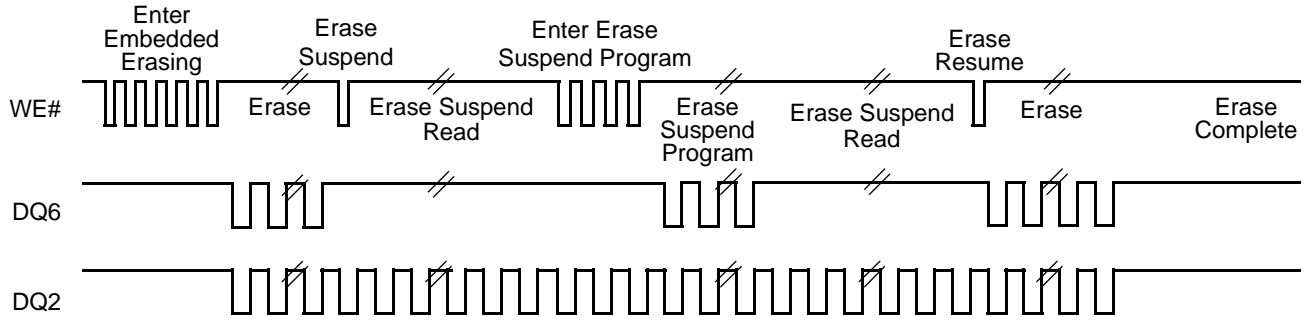 Enter
Embedded
Erasing
Erase
Suspend
Enter Erase
Suspend Program
Erase
Resume
WE#
Erase
Erase Suspend
Read
Erase
Suspend
Program
Erase Suspend
Read
Erase
Erase
Complete
DQ6
DQ2